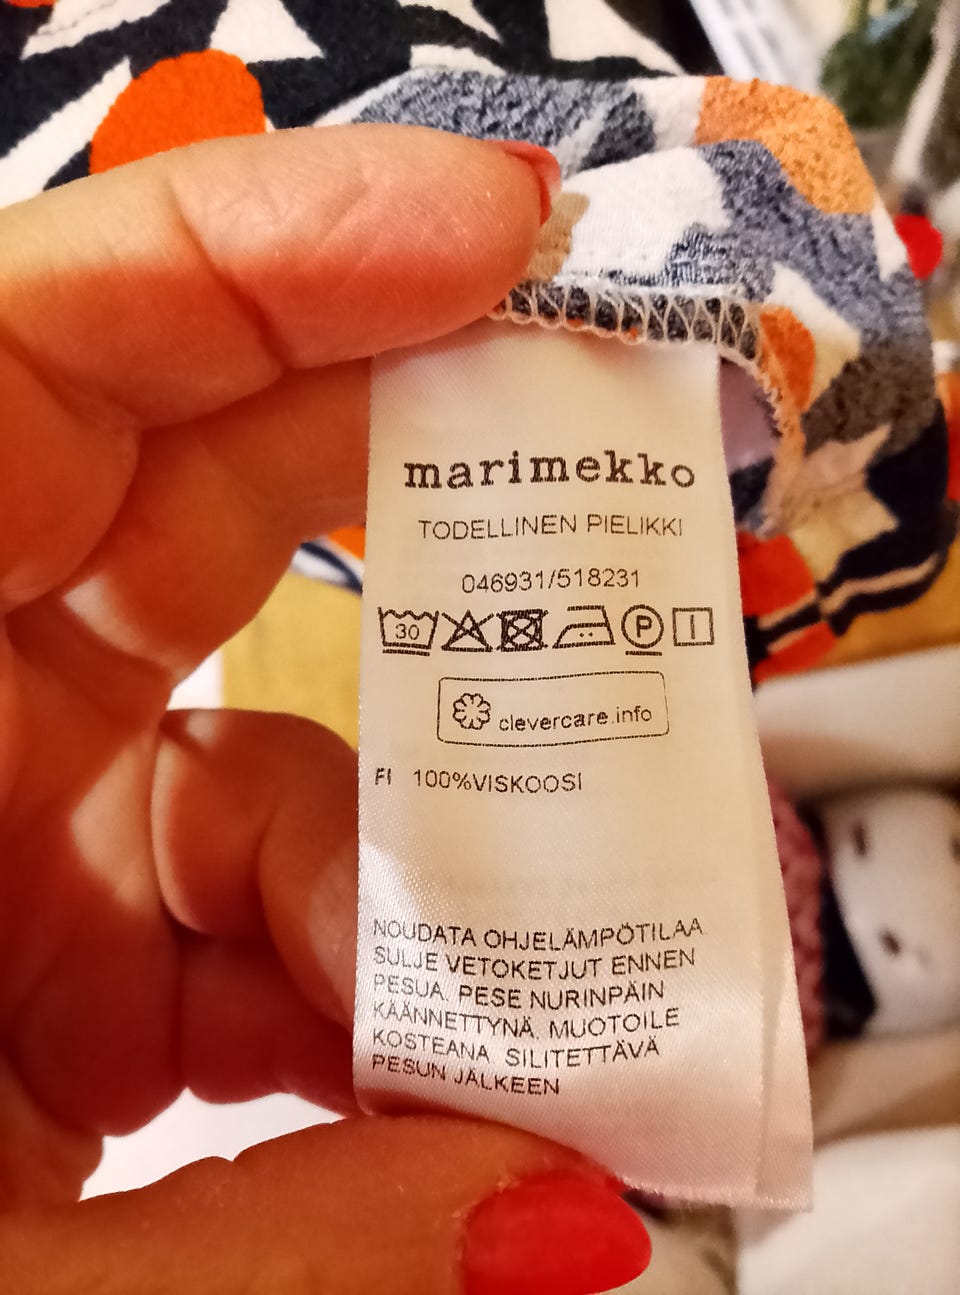 marimekko
TODELLINEN PIELIKKI
046931/518231
30 P
clevercare.info
FI 100%VISKOOSI
NOUDATA OHJELÄMPÖTILAA
SULJE VETOKETJUT ENNEN
PESUA. PESE NURINPÄIN
KÄÄNNETTYNÄ. MUOTOILE
KOSTEANA. SILITETTÄVÄ
PESUN JÄLKEEN